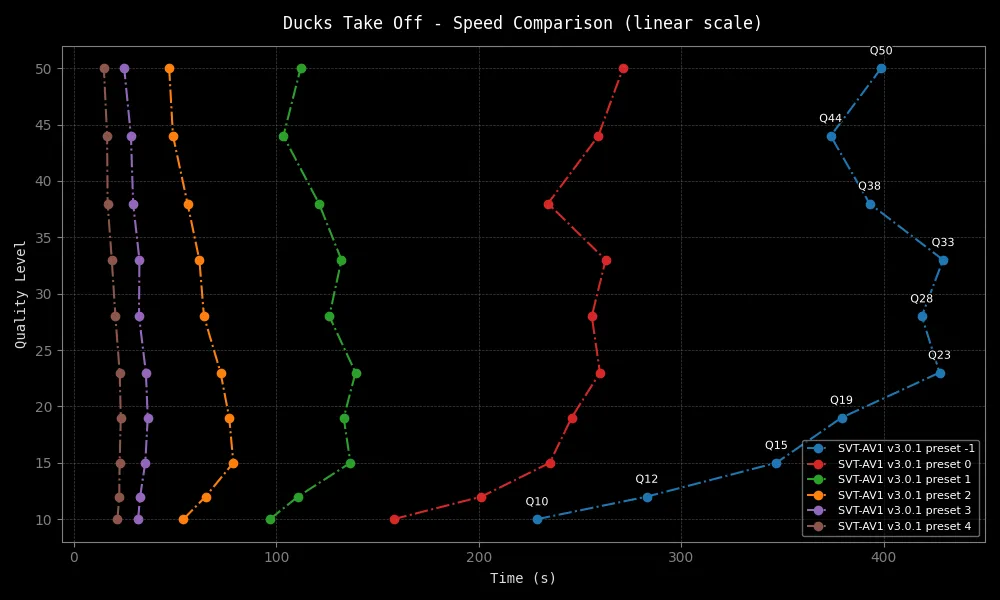 Ducks Take Off - Speed Comparison (linear scale)
Q50
50
45
Q44
40
Q38
35
Q33
30
Q28
25
Q23
20
Q19
15
Q15
Q12
10
Q10
Quality Level
SVT-AV1 v3.0.1 preset -1
SVT-AV1 v3.0.1 preset 0
SVT-AV1 v3.0.1 preset 1
SVT-AV1 v3.0.1 preset 2
SVT-AV1 v3.0.1 preset 3
SVT-AV1 v3.0.1 preset 4
0 100 200 300 400
Time (s)